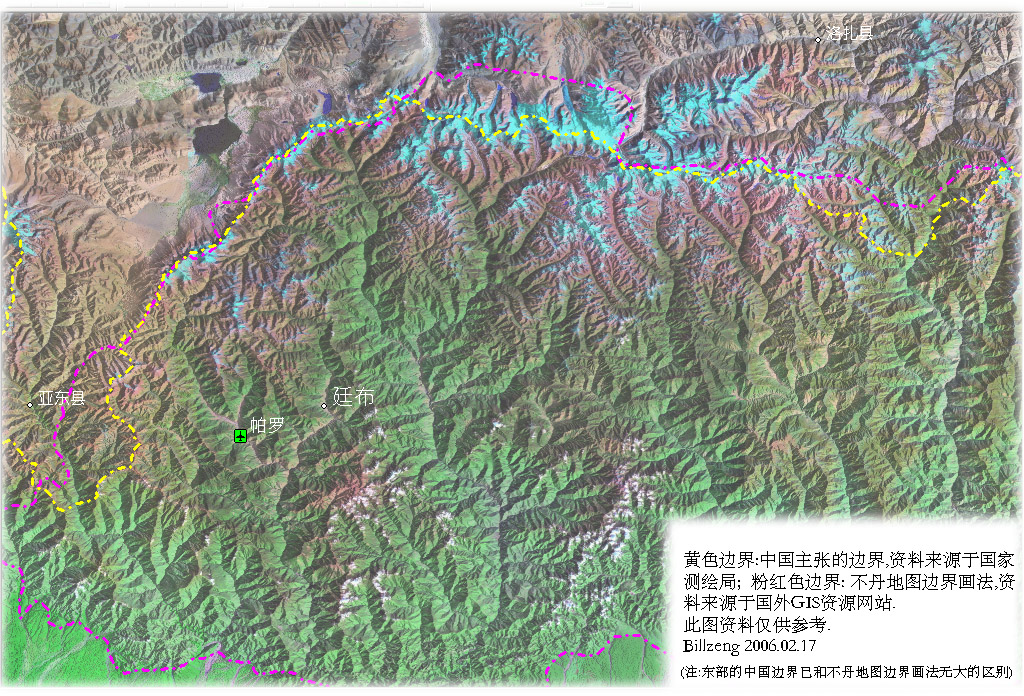 洛扎县
亚东县
廷布
帕罗
黄色边界:中国主张的边界,资料来源于国家
测绘局; 粉红色边界: 不丹地图边界画法,资
料来源于国外GIS资源网站.
此图资料仅供参考.
Billzeng 2006.02.17
(注:东部的中国边界已和不丹地图边界画法无大的区别)